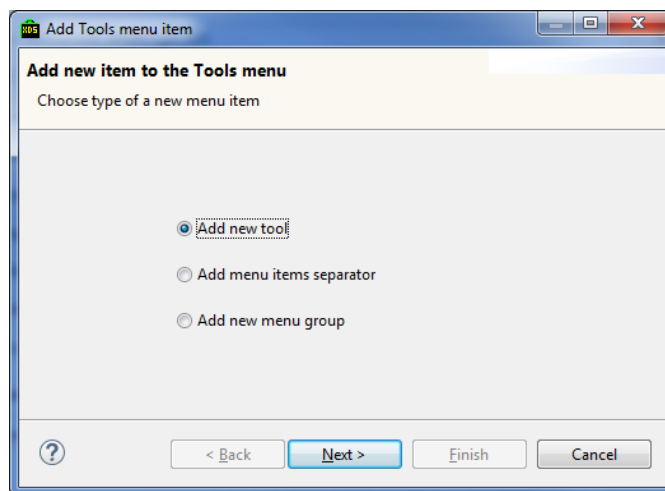 XDS Add Tools menu item
Add new item to the Tools menu
Choose type of a new menu item
Add new tool
Add menu items separator
Add new menu group
? < Back Next > Finish Cancel